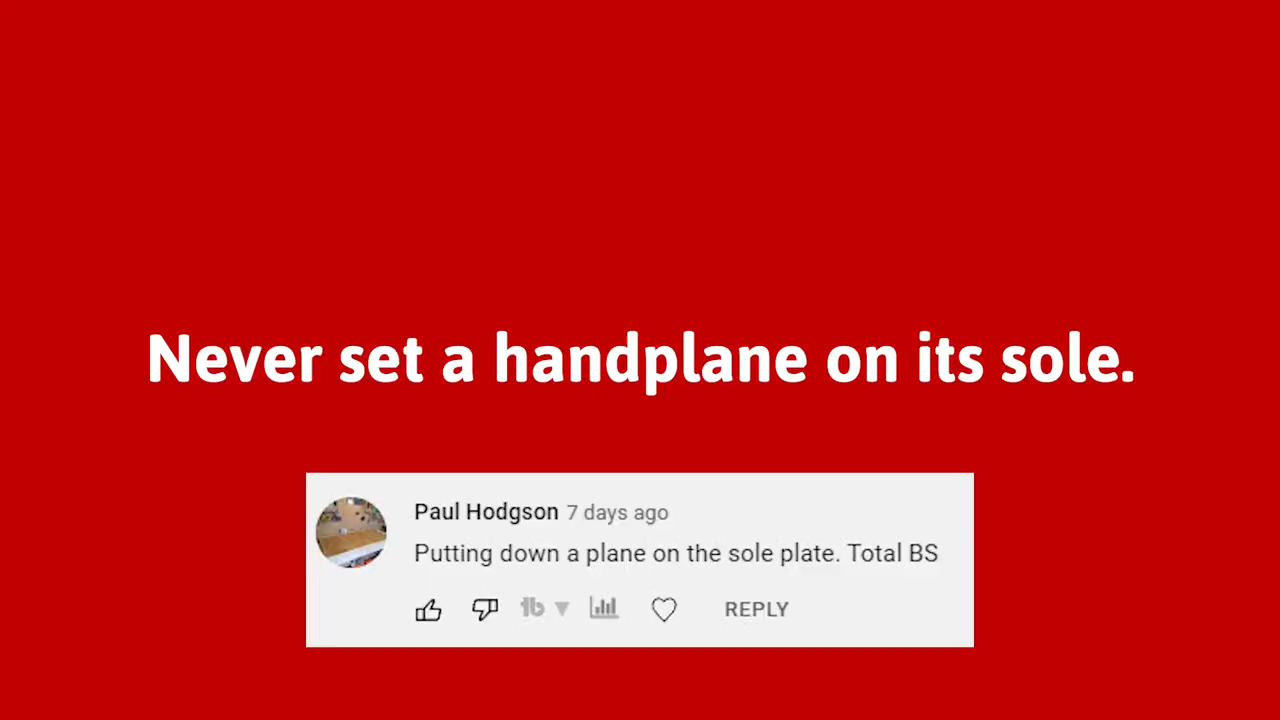 Never set a handplane on its sole.
Paul Hodgson 7 days ago
Putting down a plane on the sole plate. Total BS
tb
REPLY